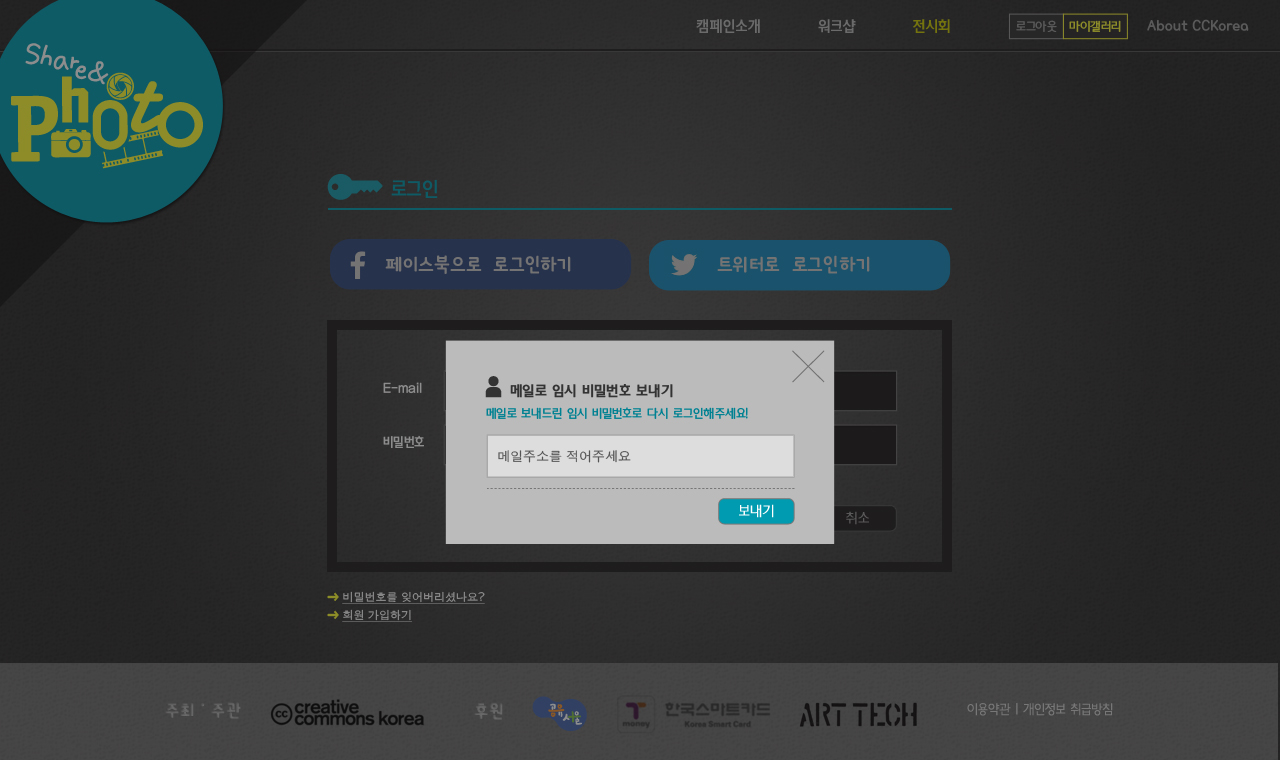 캠페인소개 워크샵 전시회 로그아웃 마이갤러리 About CCKorea
Share&
Photo
로그인
페이스북으로 로그인하기 트위터로 로그인하기
메일로 임시 비밀번호 보내기
E-mail
메일로 보내드린 임시 비밀번호로 다시 로그인해주세요!
비밀번호
메일주소를 적어주세요
보내기
취소
비밀번호를 잊어버리셨나요?
회원 가입하기
주최·주관 cc creative commons korea 후원 공유서울 T money 한국스마트카드 Korea Smart Card ART TECH 이용약관 | 개인정보 취급방침